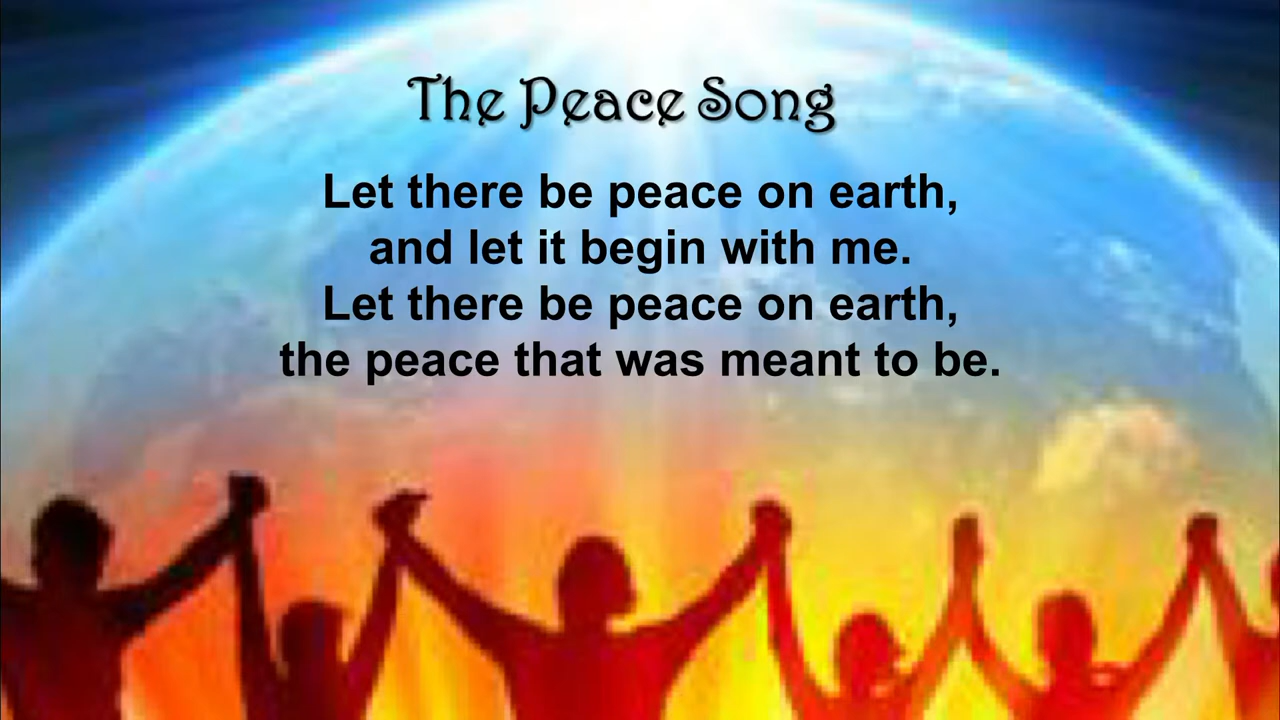 The Peace Song
Let there be peace on earth,
and let it begin with me.
Let there be peace on earth,
the peace that was meant to be.